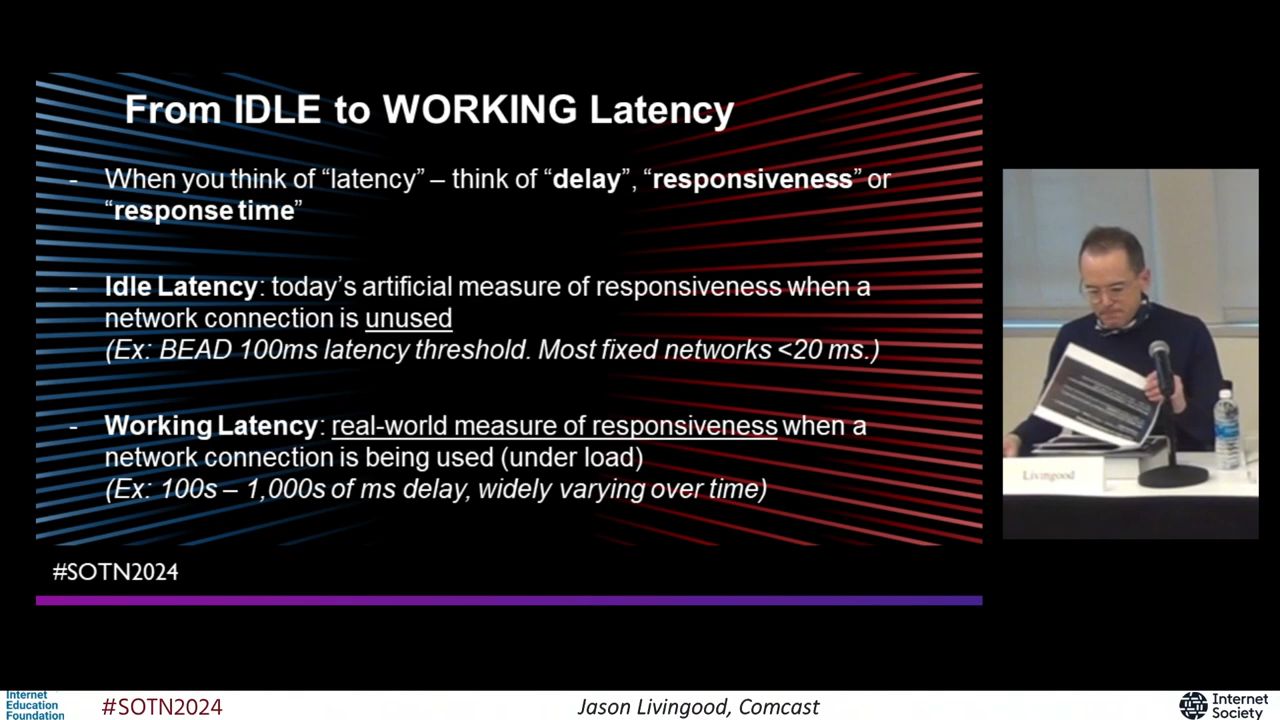 From IDLE to WORKING Latency
- When you think of “latency” – think of “delay”, “responsiveness” or
“response time”
- Idle Latency: today’s artificial measure of responsiveness when a
network connection is unused
(Ex: BEAD 100ms latency threshold. Most fixed networks <20 ms.)
- Working Latency: real-world measure of responsiveness when a
network connection is being used (under load)
(Ex: 100s – 1,000s of ms delay, widely varying over time)
#SOTN2024
Livingood
Internet
Education
Foundation
#SOTN2024
Jason Livingood, Comcast
Internet
Society